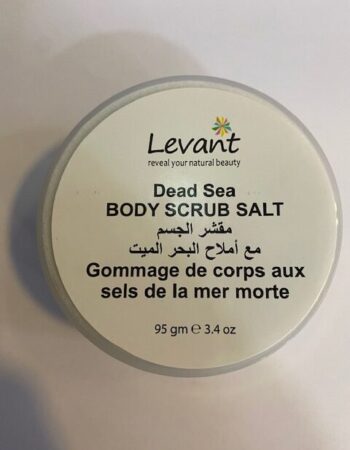 Levant
reveal your natural beauty
Dead Sea
BODY SCRUB SALT
مقشر الجسم
مع أملاح البحر الميت
Gommage de corps aux
sels de la mer morte
95 gm ℮ 3.4 oz